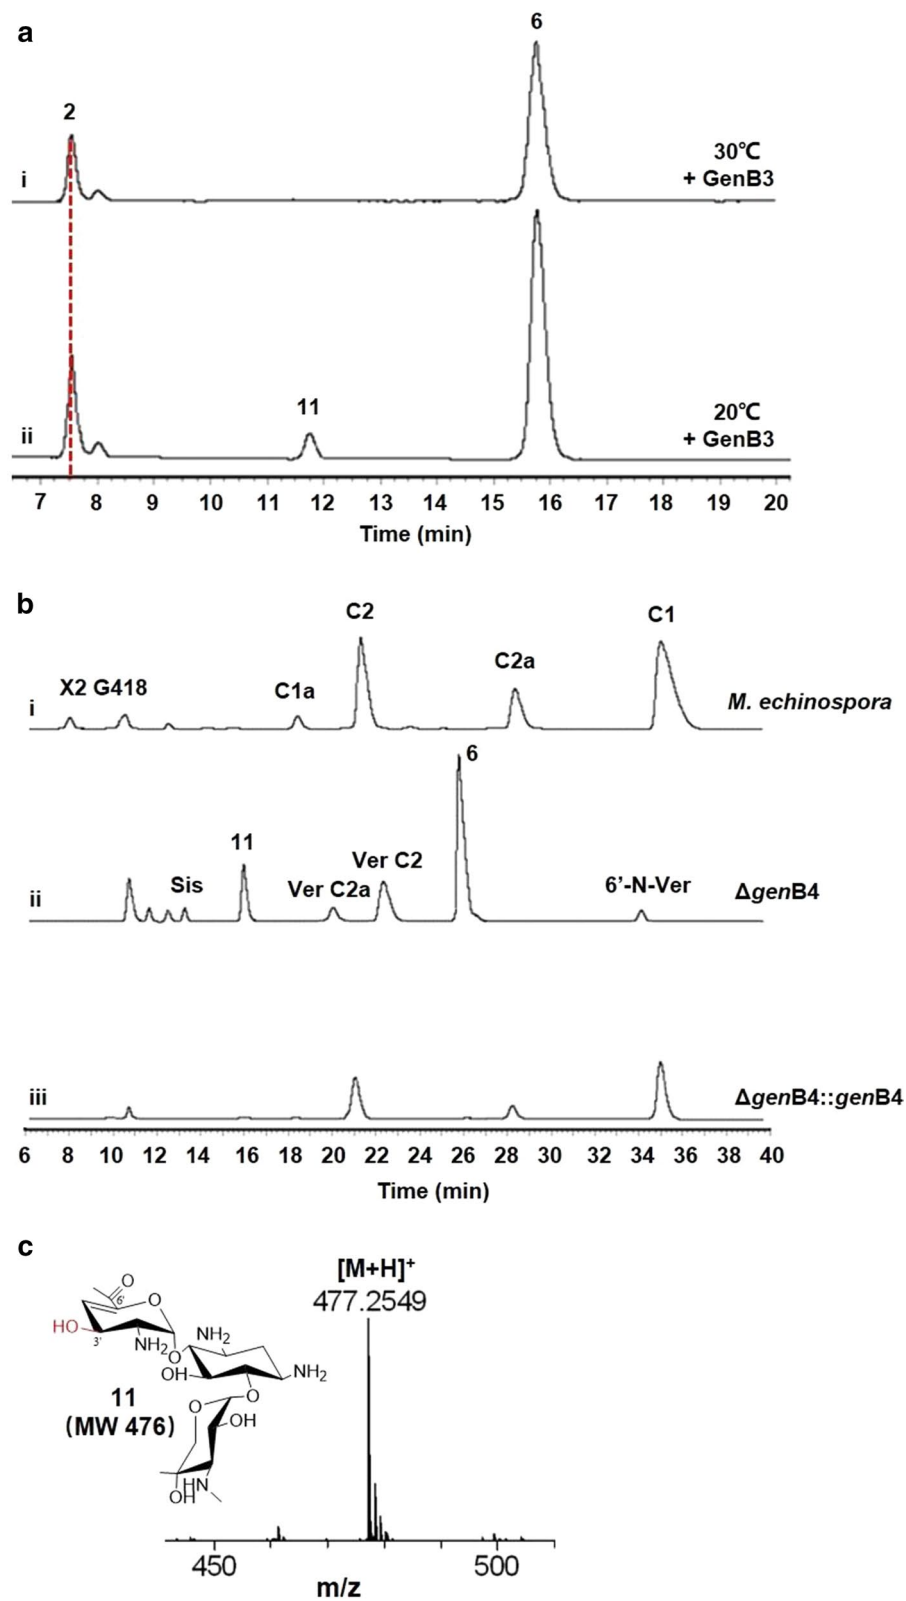 a
6
2
30℃
+ GenB3
i
11
20℃
+ GenB3
ii
7 8 9 10 11 12 13 14 15 16 17 18 19 20
Time (min)
b
C2
C1
X2 G418
C1a
C2a
i
M. echinospora
6
11
Ver C2
Sis
Ver C2a
6’-N-Ver
ii
ΔgenB4
iii
ΔgenB4::genB4
6 8 10 12 14 16 18 20 22 24 26 28 30 32 34 36 38 40
Time (min)
c
[M+H]+
477.2549
O
6'
O
HO
3'
NH2
NH2
O
OH
NH2
11
(MW 476)
O
O
OH
HN
OH
450 500
m/z